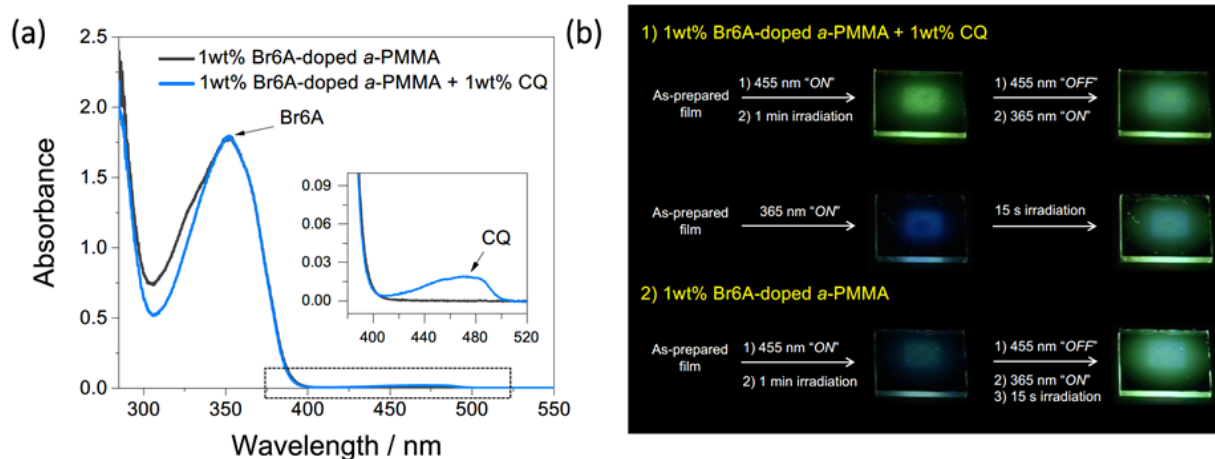 (a)
2.5
2.0
1.5
1.0
0.5
0.0
Absorbance
300 350 400 450 500 550
Wavelength / nm
1wt% Br6A-doped a-PMMA
1wt% Br6A-doped a-PMMA + 1wt% CQ
Br6A
0.09
0.06
0.03
0.00
CQ
400 440 480 520
(b)
1) 1wt% Br6A-doped a-PMMA + 1wt% CQ
As-prepared
film
1) 455 nm “ON”
2) 1 min irradiation
1) 455 nm “OFF”
2) 365 nm “ON”
As-prepared
film
365 nm “ON”
15 s irradiation
2) 1wt% Br6A-doped a-PMMA
As-prepared
film
1) 455 nm “ON”
2) 1 min irradiation
1) 455 nm “OFF”
2) 365 nm “ON”
3) 15 s irradiation